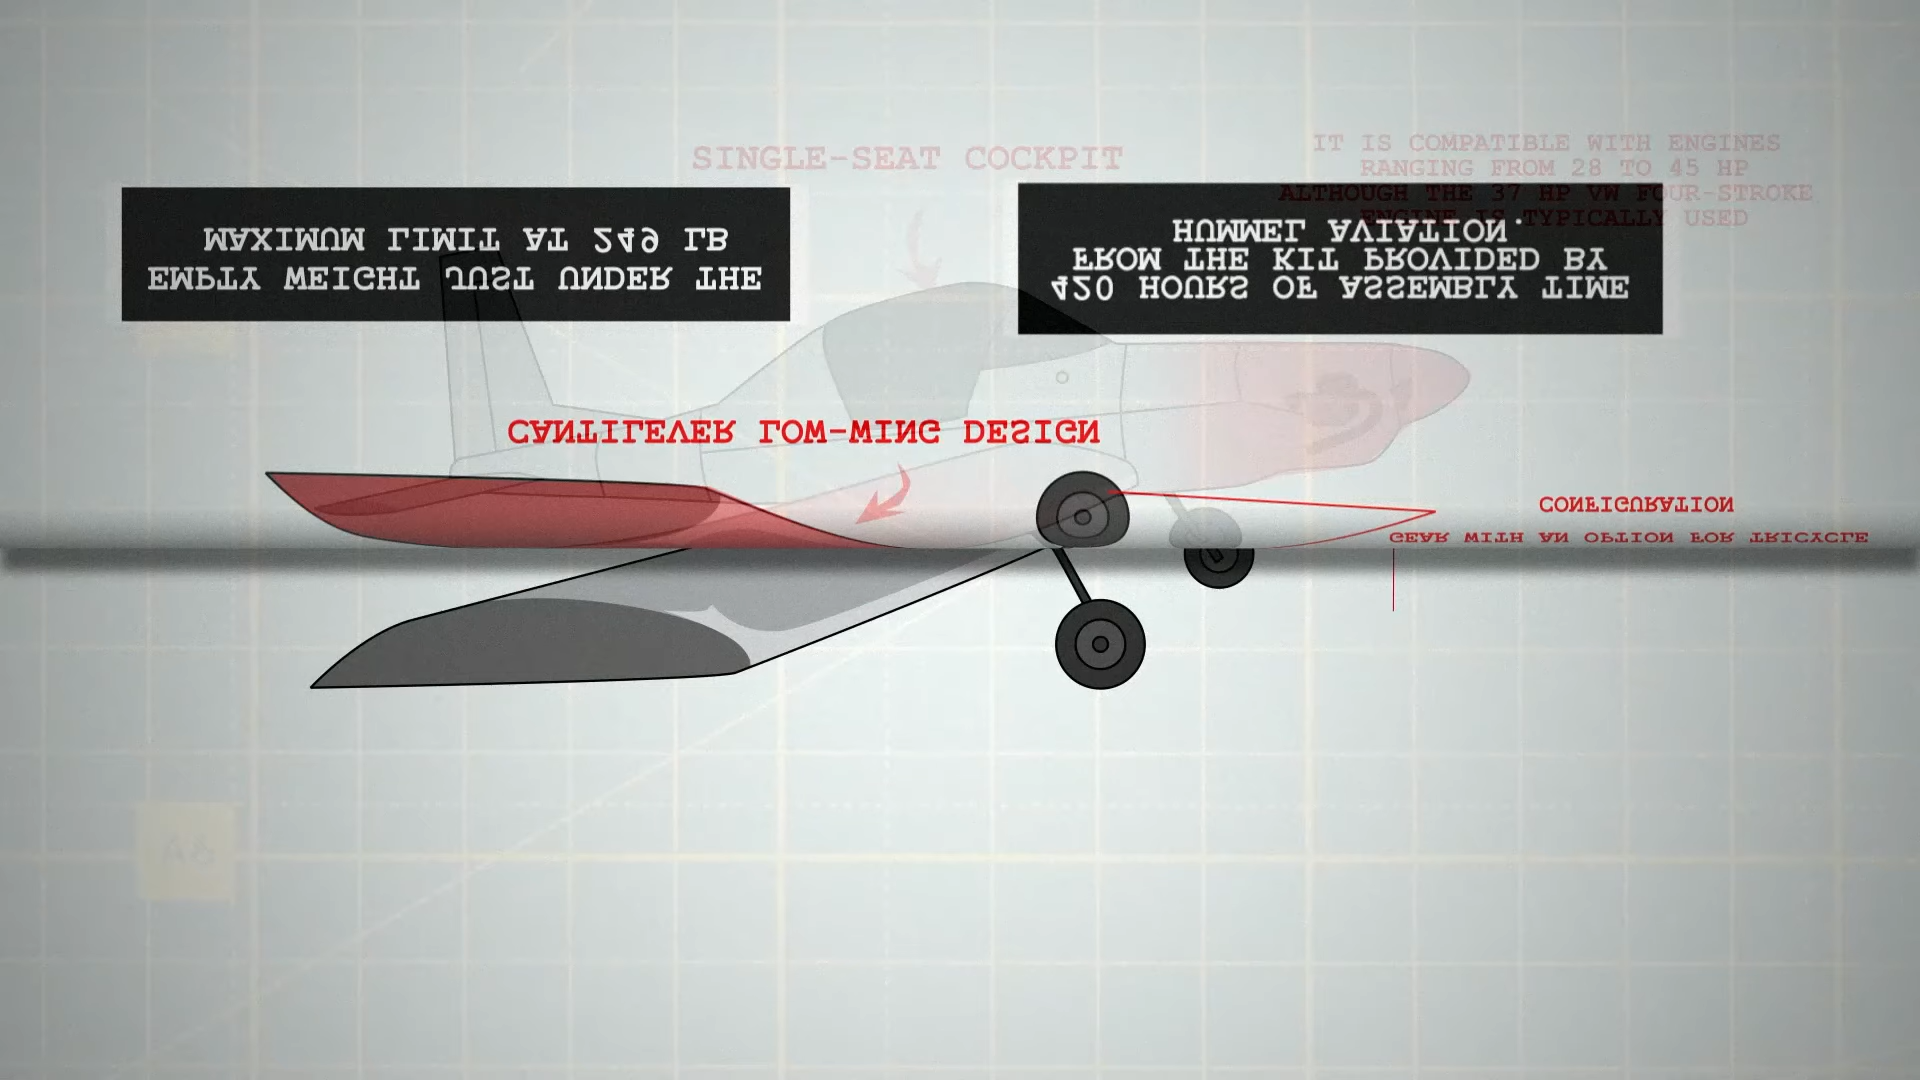 SINGLE-SEAT COCKPIT
IT IS COMPATIBLE WITH ENGINES
RANGING FROM 28 TO 45 HP
ALTHOUGH THE 37 HP VW FOUR-STROKE
ENGINE IS TYPICALLY USED
EMPTY WEIGHT JUST UNDER THE
MAXIMUM LIMIT AT 249 LB
420 HOURS OF ASSEMBLY TIME
FROM THE KIT PROVIDED BY
HUMMEL AVIATION.
CANTILEVER LOW-WING DESIGN
GEAR WITH AN OPTION FOR TRICYCLE
CONFIGURATION